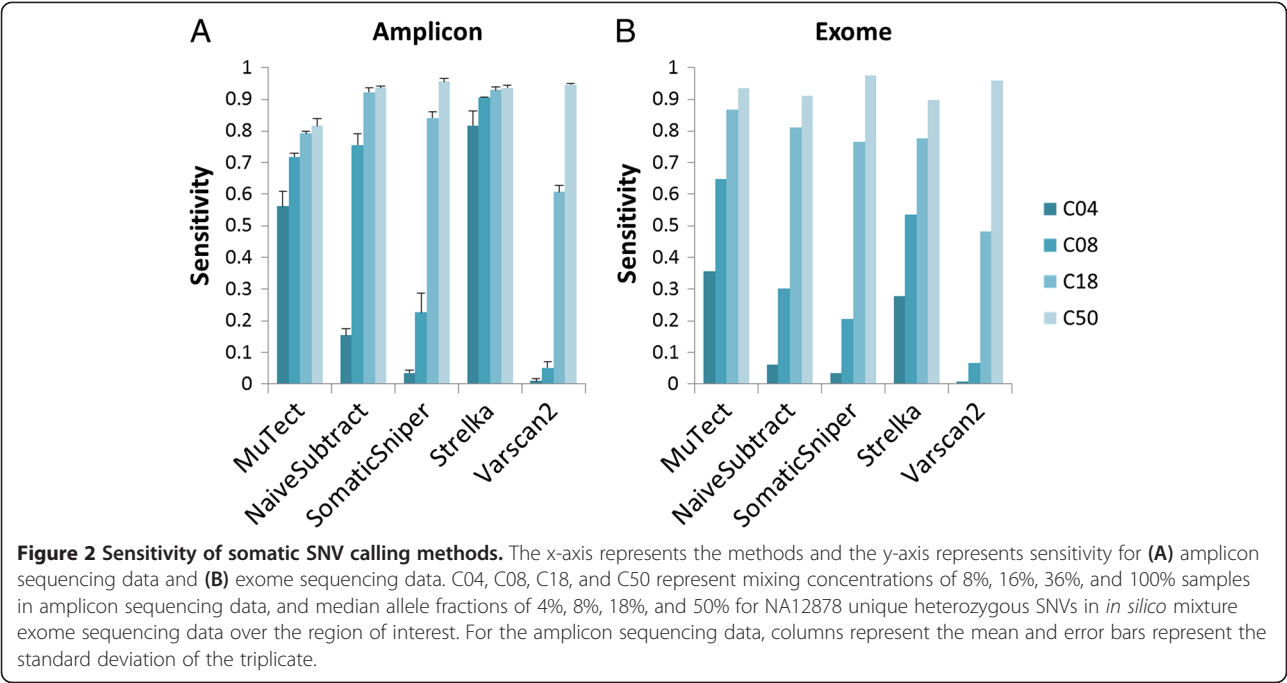 A
Amplicon
Sensitivity
1
0.9
0.8
0.7
0.6
0.5
0.4
0.3
0.2
0.1
0
MuTect
NaiveSubtract
SomaticSniper
Strelka
Varscan2
B
Exome
Sensitivity
1
0.9
0.8
0.7
0.6
0.5
0.4
0.3
0.2
0.1
0
MuTect
NaiveSubtract
SomaticSniper
Strelka
Varscan2
C04
C08
C18
C50
Figure 2 Sensitivity of somatic SNV calling methods. The x-axis represents the methods and the y-axis represents sensitivity for (A) amplicon
sequencing data and (B) exome sequencing data. C04, C08, C18, and C50 represent mixing concentrations of 8%, 16%, 36%, and 100% samples
in amplicon sequencing data, and median allele fractions of 4%, 8%, 18%, and 50% for NA12878 unique heterozygous SNVs in in silico mixture
exome sequencing data over the region of interest. For the amplicon sequencing data, columns represent the mean and error bars represent the
standard deviation of the triplicate.